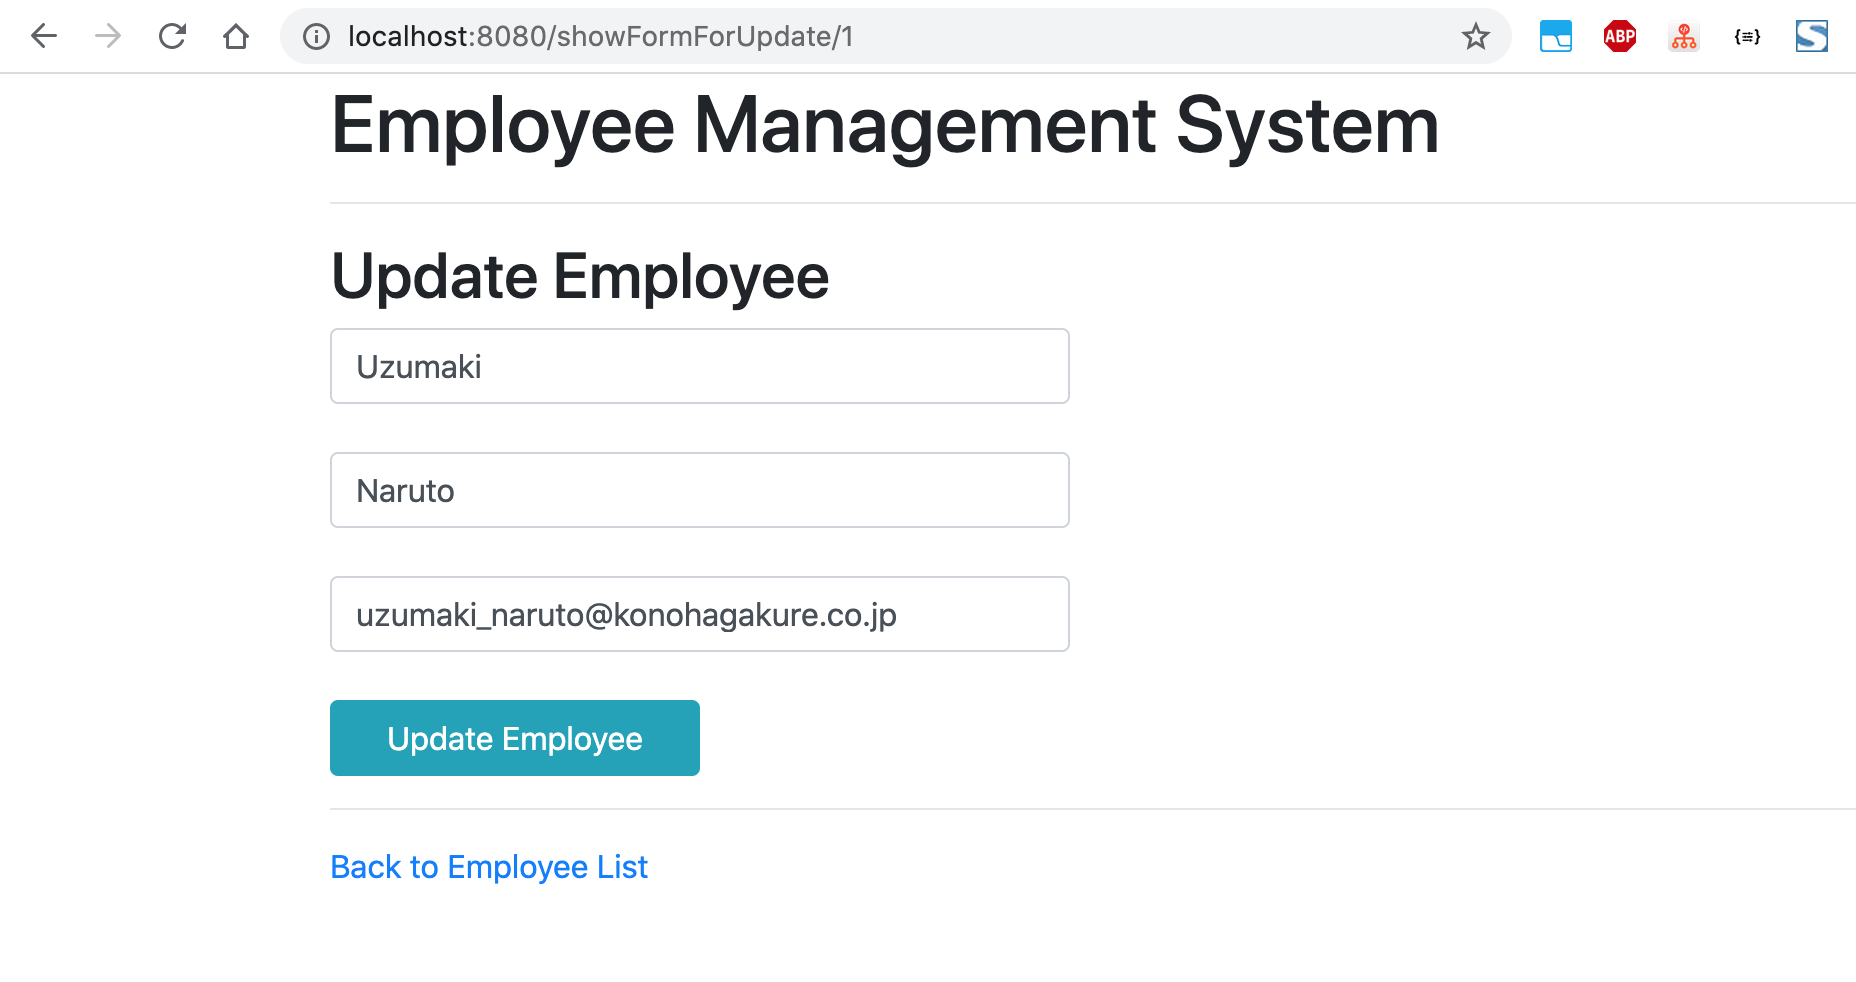 localhost:8080/showFormForUpdate/1
ABP
{≡}
S
Employee Management System
Update Employee
Uzumaki
Naruto
uzumaki_naruto@konohagakure.co.jp
Update Employee
Back to Employee List